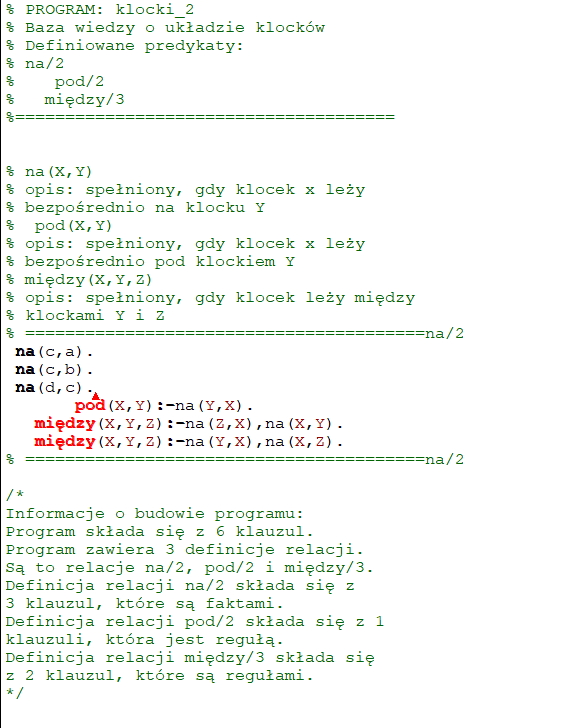 % PROGRAM: klocki_2
% Baza wiedzy o układzie klocków
% Definiowane predykaty:
% na/2
% pod/2
% między/3
%======================================
% na(X,Y)
% opis: spełniony, gdy klocek x leży
% bezpośrednio na klocku Y
% pod(X,Y)
% opis: spełniony, gdy klocek x leży
% bezpośrednio pod klockiem Y
% między(X,Y,Z)
% opis: spełniony, gdy klocek leży między
% klockami Y i Z
% ========================================na/2
na(c,a).
na(c,b).
na(d,c).
pod(X,Y):-na(Y,X).
między(X,Y,Z):-na(Z,X),na(X,Y).
między(X,Y,Z):-na(Y,X),na(X,Z).
% ========================================na/2
/*
Informacje o budowie programu:
Program składa się z 6 klauzul.
Program zawiera 3 definicje relacji.
Są to relacje na/2, pod/2 i między/3.
Definicja relacji na/2 składa się z
3 klauzul, które są faktami.
Definicja relacji pod/2 składa się z 1
klauzuli, która jest regułą.
Definicja relacji między/3 składa się
z 2 klauzul, które są regułami.
*/